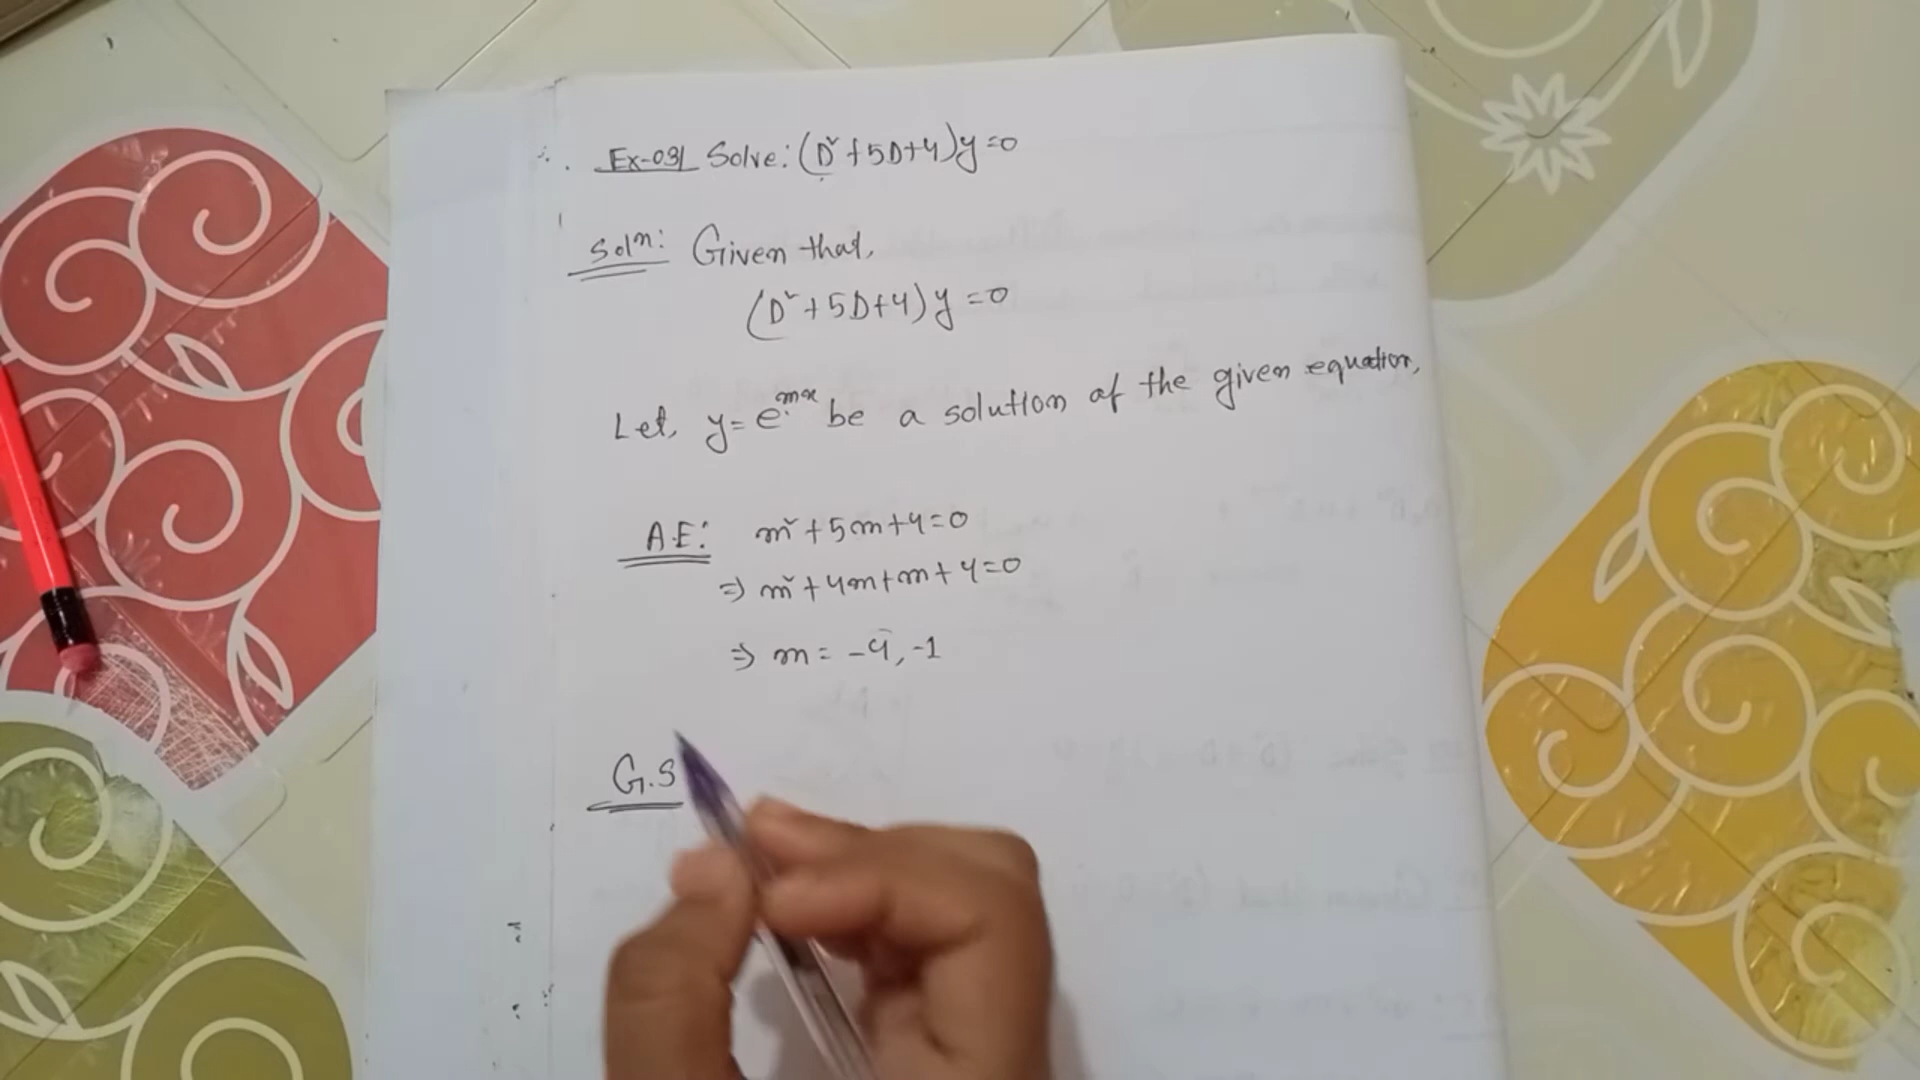 Ex-03| Solve: (D² + 5D+4)y=0
Solⁿ: Given that,
(D² + 5D+4) y = 0
Let, y = e^mx be a solution of the given equation,
A.E: m² + 5m + 4 = 0
⇒ m² + 4m + m + 4 = 0
⇒ m = -4, -1
G.S